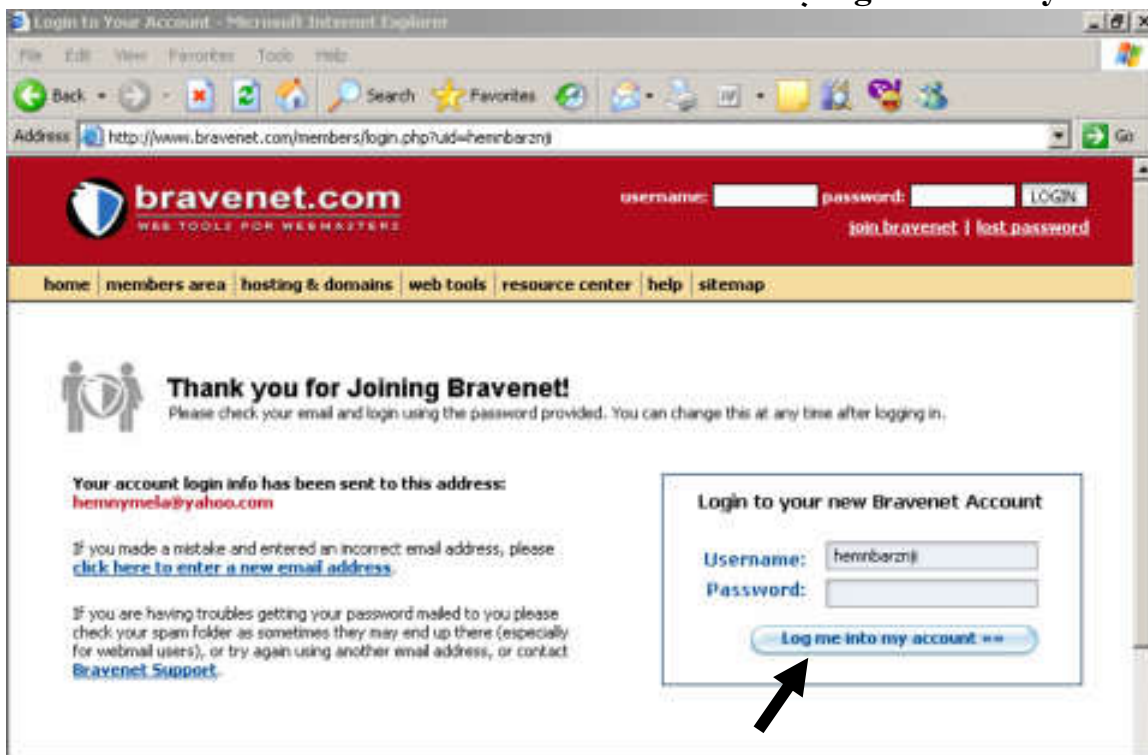 Login to Your Account - Microsoft Internet Explorer
File Edit View Favorites Tools Help
Back Search Favorites
Address http://www.bravenet.com/members/login.php?uid=hemnbarznji Go
bravenet.com
WEB TOOLS FOR WEBMASTERS
username: password: LOGIN
join bravenet | lost password
home members area hosting & domains web tools resource center help sitemap
Thank you for Joining Bravenet!
Please check your email and login using the password provided. You can change this at any time after logging in.
Your account login info has been sent to this address:
hemnymela@yahoo.com
If you made a mistake and entered an incorrect email address, please
click here to enter a new email address.
If you are having troubles getting your password mailed to you please
check your spam folder as sometimes they may end up there (especially
for webmail users), or try again using another email address, or contact
Bravenet Support.
Login to your new Bravenet Account
Username: hemnbarznji
Password:
Log me into my account »»